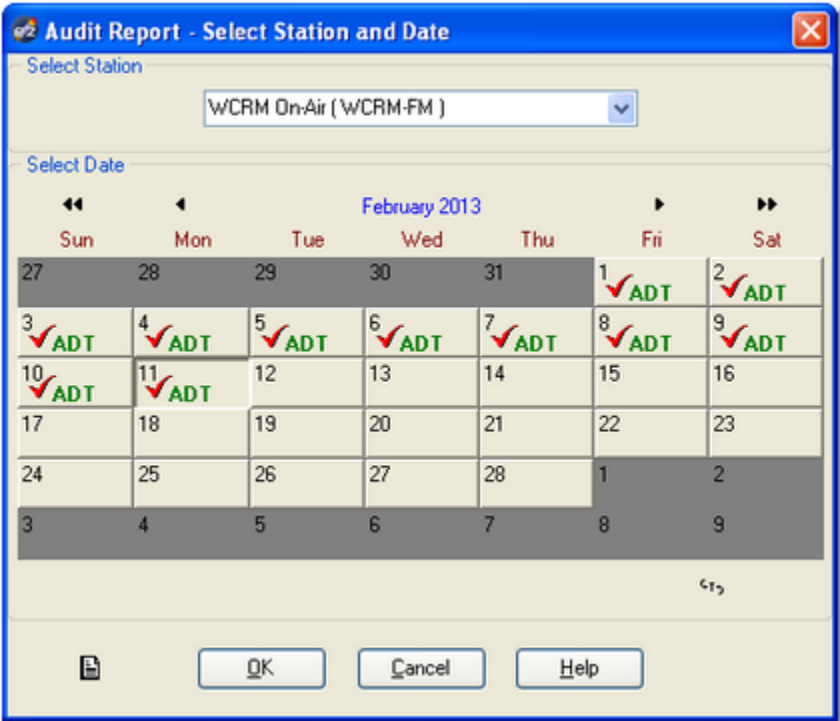 Audit Report - Select Station and Date
Select Station
WCRM On-Air ( WCRM-FM )
Select Date
February 2013
Sun Mon Tue Wed Thu Fri Sat
27 28 29 30 31 1 ADT 2 ADT
3 ADT 4 ADT 5 ADT 6 ADT 7 ADT 8 ADT 9 ADT
10 ADT 11 ADT 12 13 14 15 16
17 18 19 20 21 22 23
24 25 26 27 28 1 2
3 4 5 6 7 8 9
OK Cancel Help